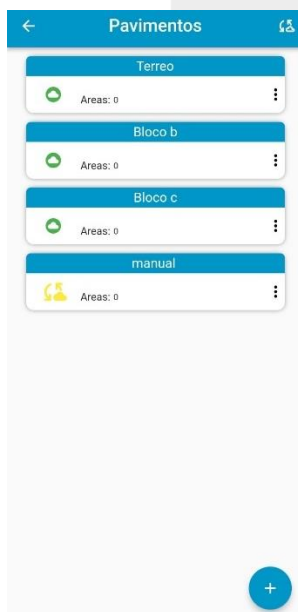 Pavimentos
Terreo
Areas: 0
Bloco b
Areas: 0
Bloco c
Areas: 0
manual
Areas: 0